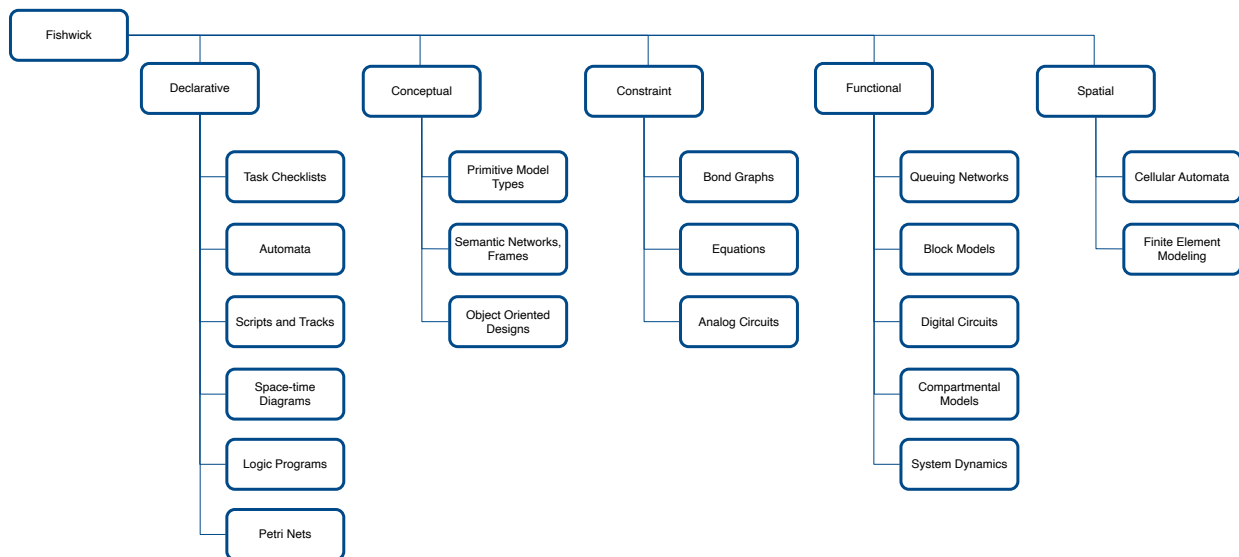 Fishwick
Declarative
Conceptual
Constraint
Functional
Spatial
Task Checklists
Automata
Scripts and Tracks
Space-time
Diagrams
Logic Programs
Petri Nets
Primitive Model
Types
Semantic Networks,
Frames
Object Oriented
Designs
Bond Graphs
Equations
Analog Circuits
Queuing Networks
Block Models
Digital Circuits
Compartmental
Models
System Dynamics
Cellular Automata
Finite Element
Modeling